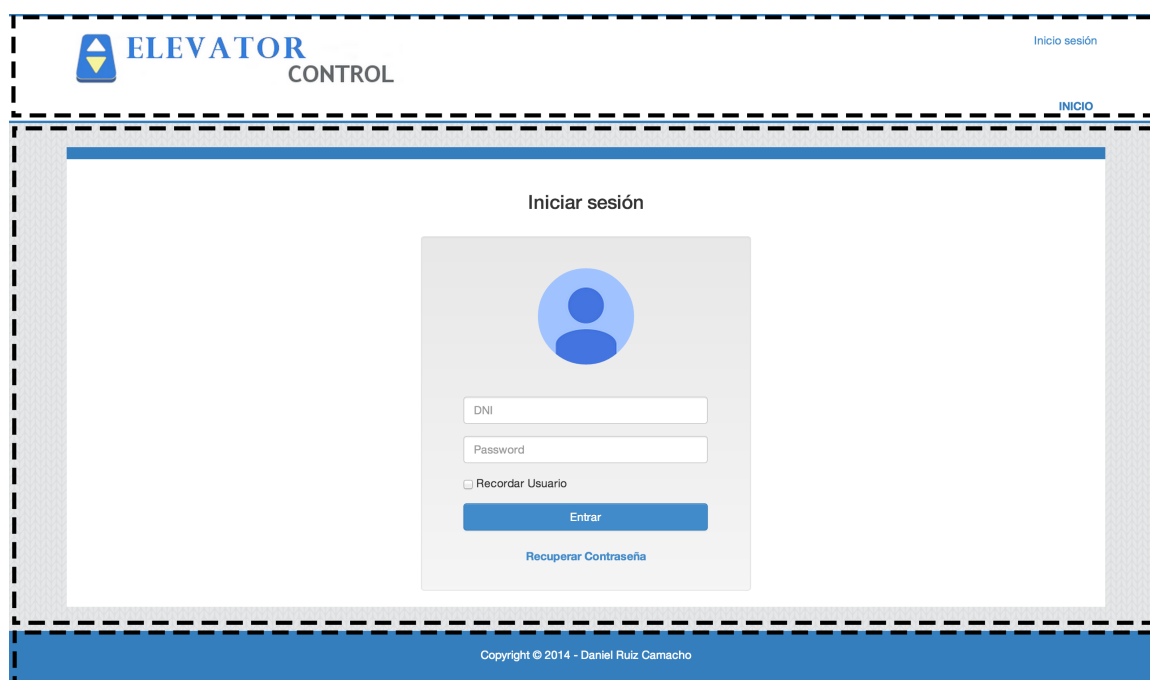 ELEVATOR
CONTROL
Inicio sesión
INICIO
Iniciar sesión
DNI
Password
Recordar Usuario
Entrar
Recuperar Contraseña
Copyright © 2014 - Daniel Ruiz Camacho